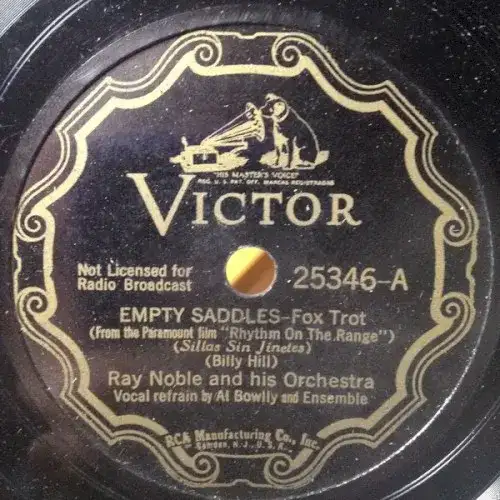 "HIS MASTER'S VOICE"
REG. U.S. PAT. OFF. MARCAS REGISTRADAS
VICTOR
Not Licensed for
Radio Broadcast
25346-A
EMPTY SADDLES-Fox Trot
(From the Paramount film "Rhythm On The Range")
(Sillas Sin Jinetes)
(Billy Hill)
Ray Noble and his Orchestra
Vocal refrain by Al Bowlly and Ensemble
RCA Manufacturing Co., Inc.
Camden, N.J., U.S.A.